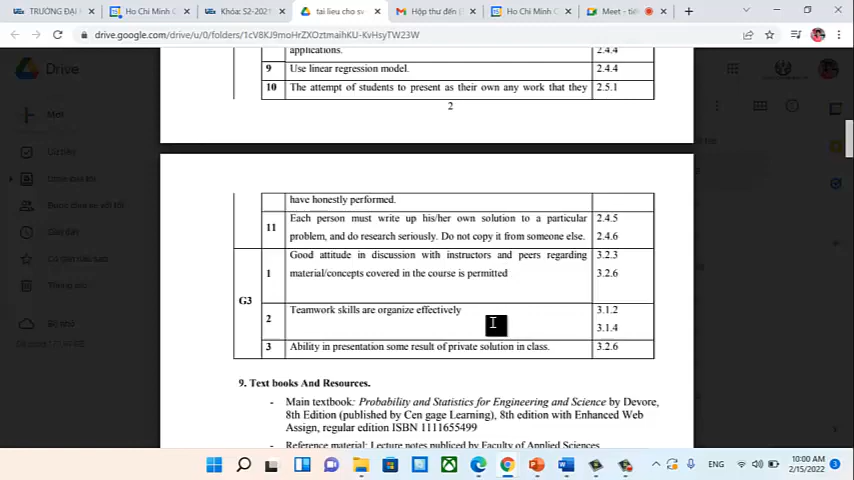 TRƯỜNG ĐẠI
Ho Chi Minh C
Khóa: S2-2021
tai lieu cho sv
Hộp thư đến (
Ho Chi Minh C
Meet - tiến
drive.google.com/drive/u/0/folders/1cV8KJ9moHrZXOztmaihKU-KvHsyTW23W
Drive
applications. 2.4.4
9 Use linear regression model. 2.4.4
10 The attempt of students to present as their own any work that they 2.5.1
2
have honestly performed.
11 Each person must write up his/her own solution to a particular 2.4.5
problem, and do research seriously. Do not copy it from someone else. 2.4.6
G3 1 Good attitude in discussion with instructors and peers regarding 3.2.3
material/concepts covered in the course is permitted 3.2.6
2 Teamwork skills are organize effectively 3.1.2
3.1.4
3 Ability in presentation some result of private solution in class. 3.2.6
9. Text books And Resources.
- Main textbook: Probability and Statistics for Engineering and Science by Devore,
8th Edition (published by Cen gage Learning), 8th edition with Enhanced Web
Assign, regular edition ISBN 1111655499
- Reference material: Lecture notes publiced by Faculty of Applied Sciences
ENG
10:00 AM
2/15/2022